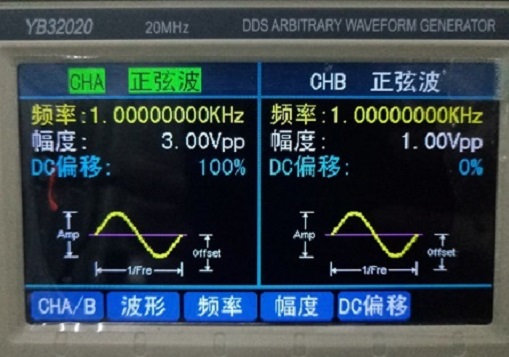 YB32020 20MHz DDS ARBITRARY WAVEFORM GENERATOR
CHA 正弦波
频率:1.00000000KHz
幅度: 3.00Vpp
DC偏移: 100%
Amp
Offset
1/Fre
CHB 正弦波
频率:1.00000000KHz
幅度: 1.00Vpp
DC偏移: 0%
Amp
Offset
1/Fre
CHA/B 波形 频率 幅度 DC偏移